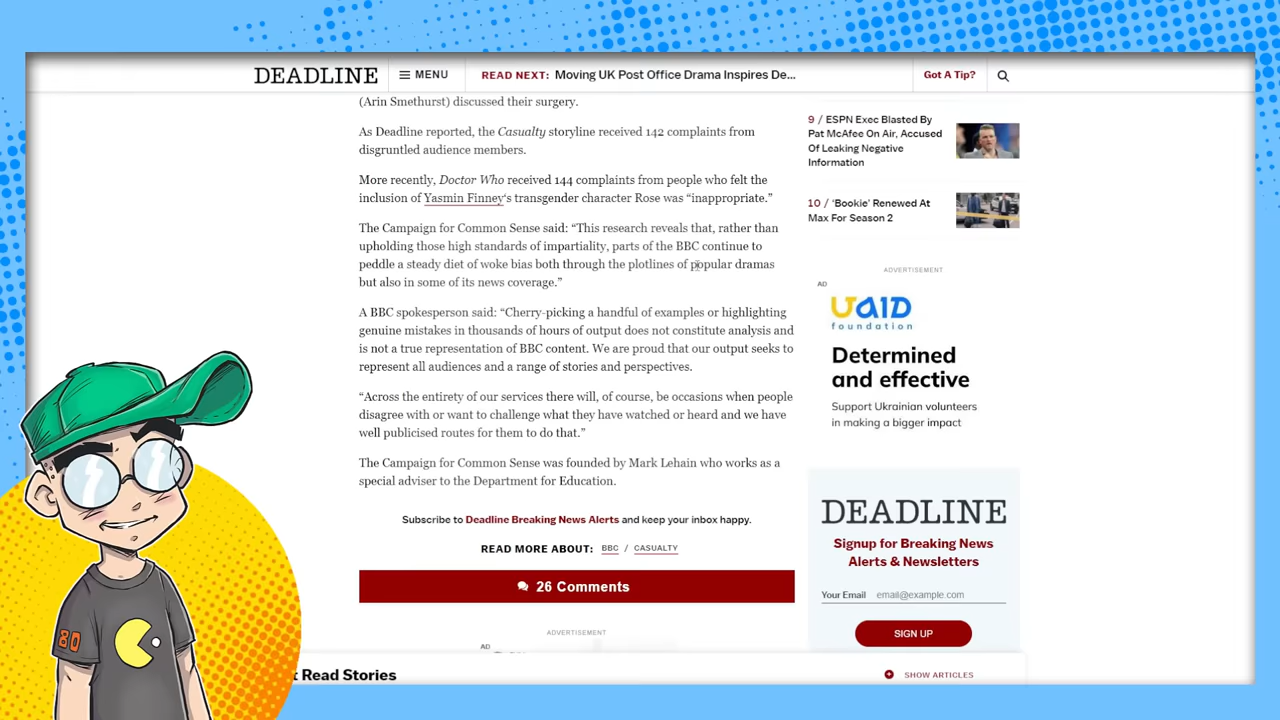 DEADLINE
MENU
READ NEXT: Moving UK Post Office Drama Inspires De...
Got A Tip?
(Arin Smethurst) discussed their surgery.
As Deadline reported, the Casualty storyline received 142 complaints from
disgruntled audience members.
More recently, Doctor Who received 144 complaints from people who felt the
inclusion of Yasmin Finney‘s transgender character Rose was “inappropriate.”
The Campaign for Common Sense said: “This research reveals that, rather than
upholding those high standards of impartiality, parts of the BBC continue to
peddle a steady diet of woke bias both through the plotlines of popular dramas
but also in some of its news coverage.”
A BBC spokesperson said: “Cherry-picking a handful of examples or highlighting
genuine mistakes in thousands of hours of output does not constitute analysis and
is not a true representation of BBC content. We are proud that our output seeks to
represent all audiences and a range of stories and perspectives.
“Across the entirety of our services there will, of course, be occasions when people
disagree with or want to challenge what they have watched or heard and we have
well publicised routes for them to do that.”
The Campaign for Common Sense was founded by Mark Lehain who works as a
special adviser to the Department for Education.
Subscribe to Deadline Breaking News Alerts and keep your inbox happy.
READ MORE ABOUT: BBC / CASUALTY
26 Comments
ADVERTISEMENT
AD
t Read Stories
SHOW ARTICLES
9 / ESPN Exec Blasted By
Pat McAfee On Air, Accused
Of Leaking Negative
Information
10 / ‘Bookie’ Renewed At
Max For Season 2
ADVERTISEMENT
AD
UAID
foundation
Determined
and effective
Support Ukrainian volunteers
in making a bigger impact
DEADLINE
Signup for Breaking News
Alerts & Newsletters
Your Email email@example.com
SIGN UP
80